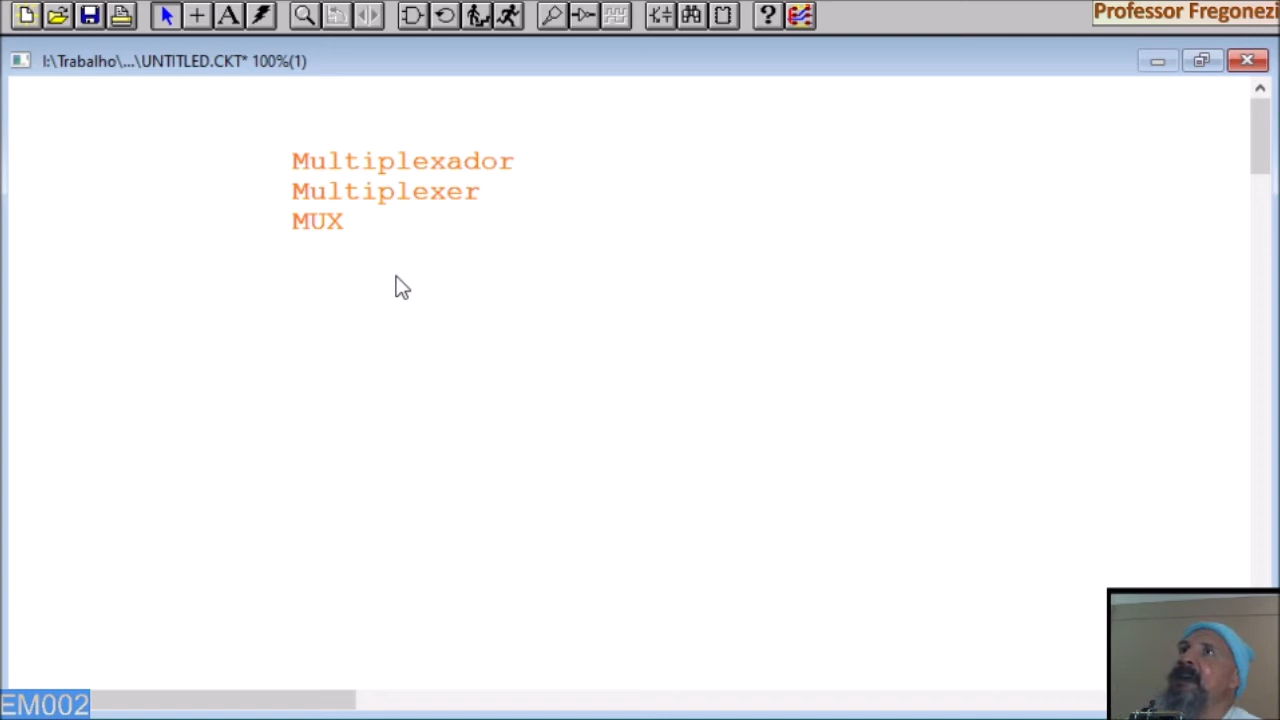 Professor Fregonezi
I:\Trabalho\...\UNTITLED.CKT* 100%(1)
Multiplexador
Multiplexer
MUX
EM002